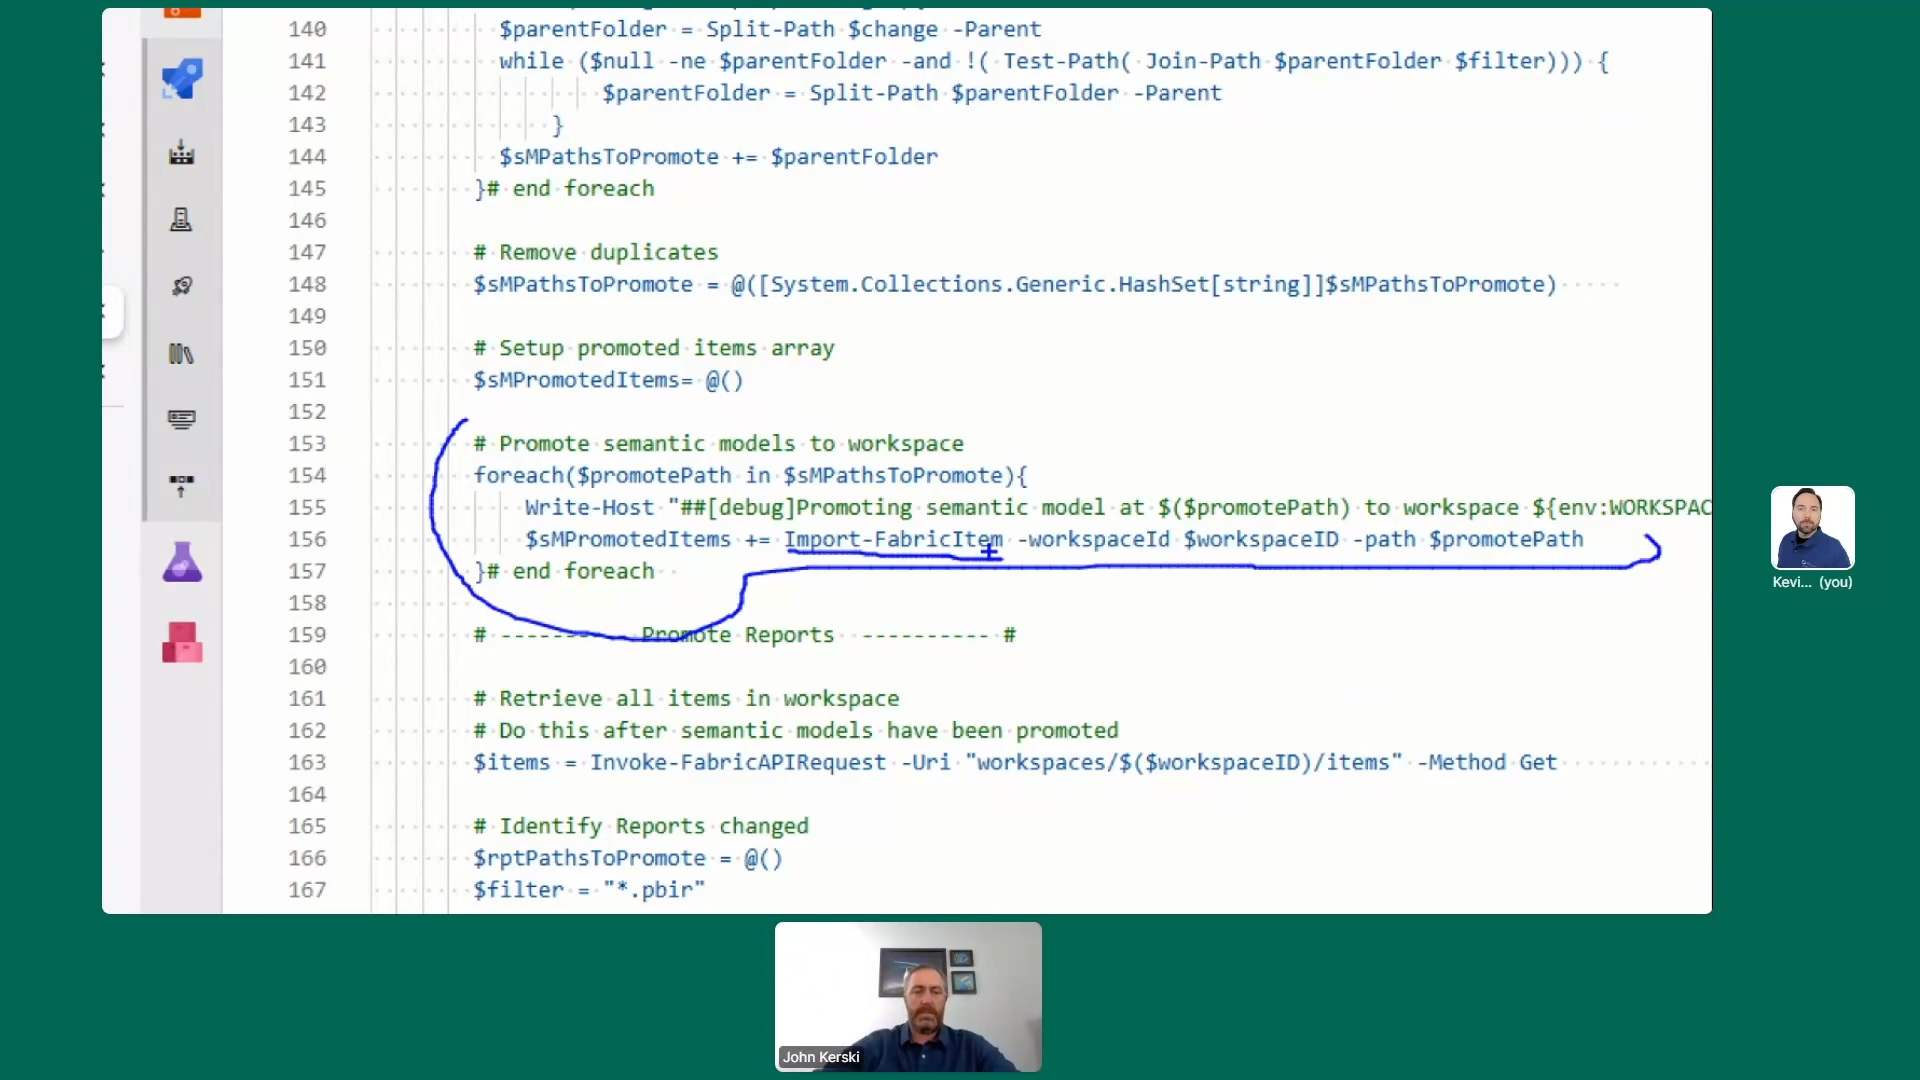 140 $parentFolder = Split-Path $change -Parent
141 while ($null -ne $parentFolder -and !( Test-Path( Join-Path $parentFolder $filter))) {
142 $parentFolder = Split-Path $parentFolder -Parent
143 }
144 $sMPathsToPromote += $parentFolder
145 }# end foreach
146
147 # Remove duplicates
148 $sMPathsToPromote = @([System.Collections.Generic.HashSet[string]]$sMPathsToPromote)
149
150 # Setup promoted items array
151 $sMPromotedItems= @()
152
153 # Promote semantic models to workspace
154 foreach($promotePath in $sMPathsToPromote){
155 Write-Host "##[debug]Promoting semantic model at $($promotePath) to workspace ${env:WORKSPAC
156 $sMPromotedItems += Import-FabricItem -workspaceId $workspaceID -path $promotePath
157 }# end foreach
158
159 # ---------- Promote Reports ---------- #
160
161 # Retrieve all items in workspace
162 # Do this after semantic models have been promoted
163 $items = Invoke-FabricAPIRequest -Uri "workspaces/$($workspaceID)/items" -Method Get
164
165 # Identify Reports changed
166 $rptPathsToPromote = @()
167 $filter = "*.pbir"
Kevi... (you)
John Kerski